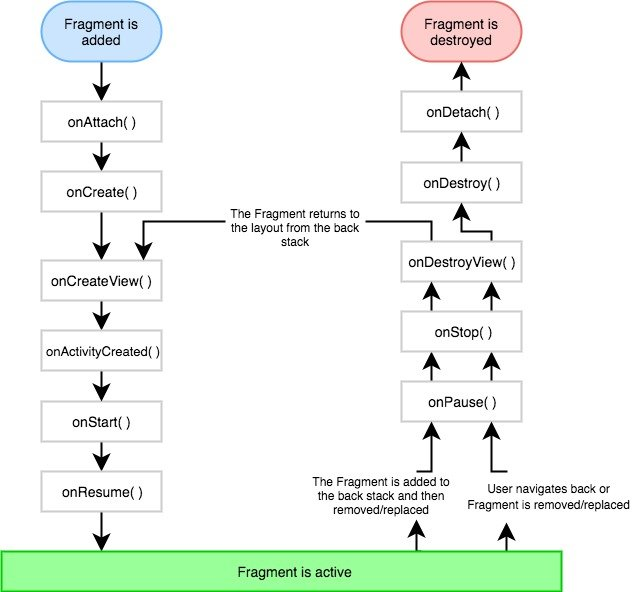 Fragment is
added
onAttach( )
onCreate( )
onCreateView( )
onActivityCreated( )
onStart( )
onResume( )
Fragment is active
The Fragment is added to
the back stack and then
removed/replaced
User navigates back or
Fragment is removed/replaced
onPause( )
onStop( )
onDestroyView( )
The Fragment returns to
the layout from the back
stack
onDestroy( )
onDetach( )
Fragment is
destroyed